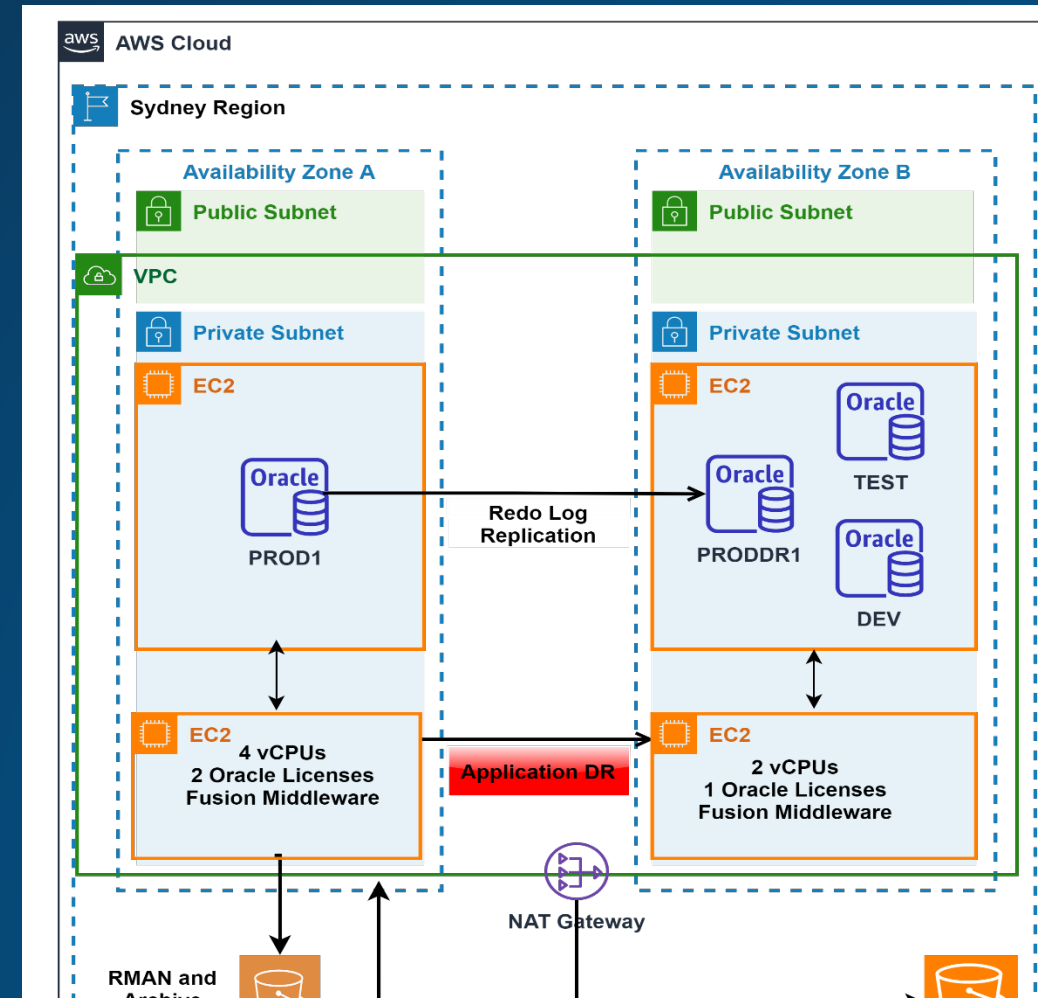 aws
AWS Cloud
Sydney Region
Availability Zone A
Availability Zone B
Public Subnet
Public Subnet
VPC
Private Subnet
Private Subnet
EC2
EC2
Oracle
PROD1
Redo Log
Replication
Oracle
PRODDR1
Oracle
TEST
Oracle
DEV
EC2
4 vCPUs
2 Oracle Licenses
Fusion Middleware
Application DR
EC2
2 vCPUs
1 Oracle Licenses
Fusion Middleware
NAT Gateway
RMAN and
Archive